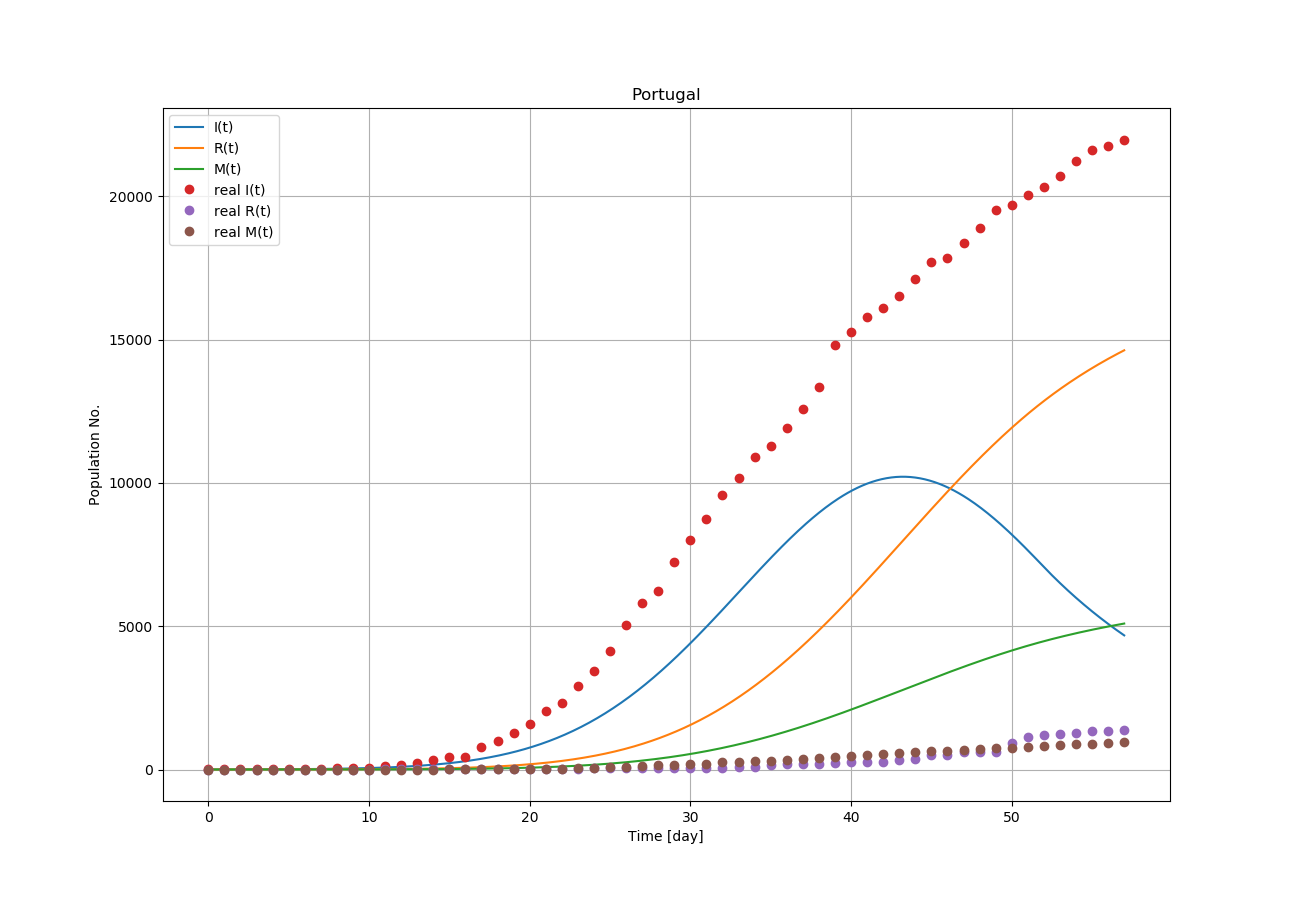 Portugal
I(t)
R(t)
M(t)
real I(t)
real R(t)
real M(t)
Population No.
20000
15000
10000
5000
0
0 10 20 30 40 50
Time [day]